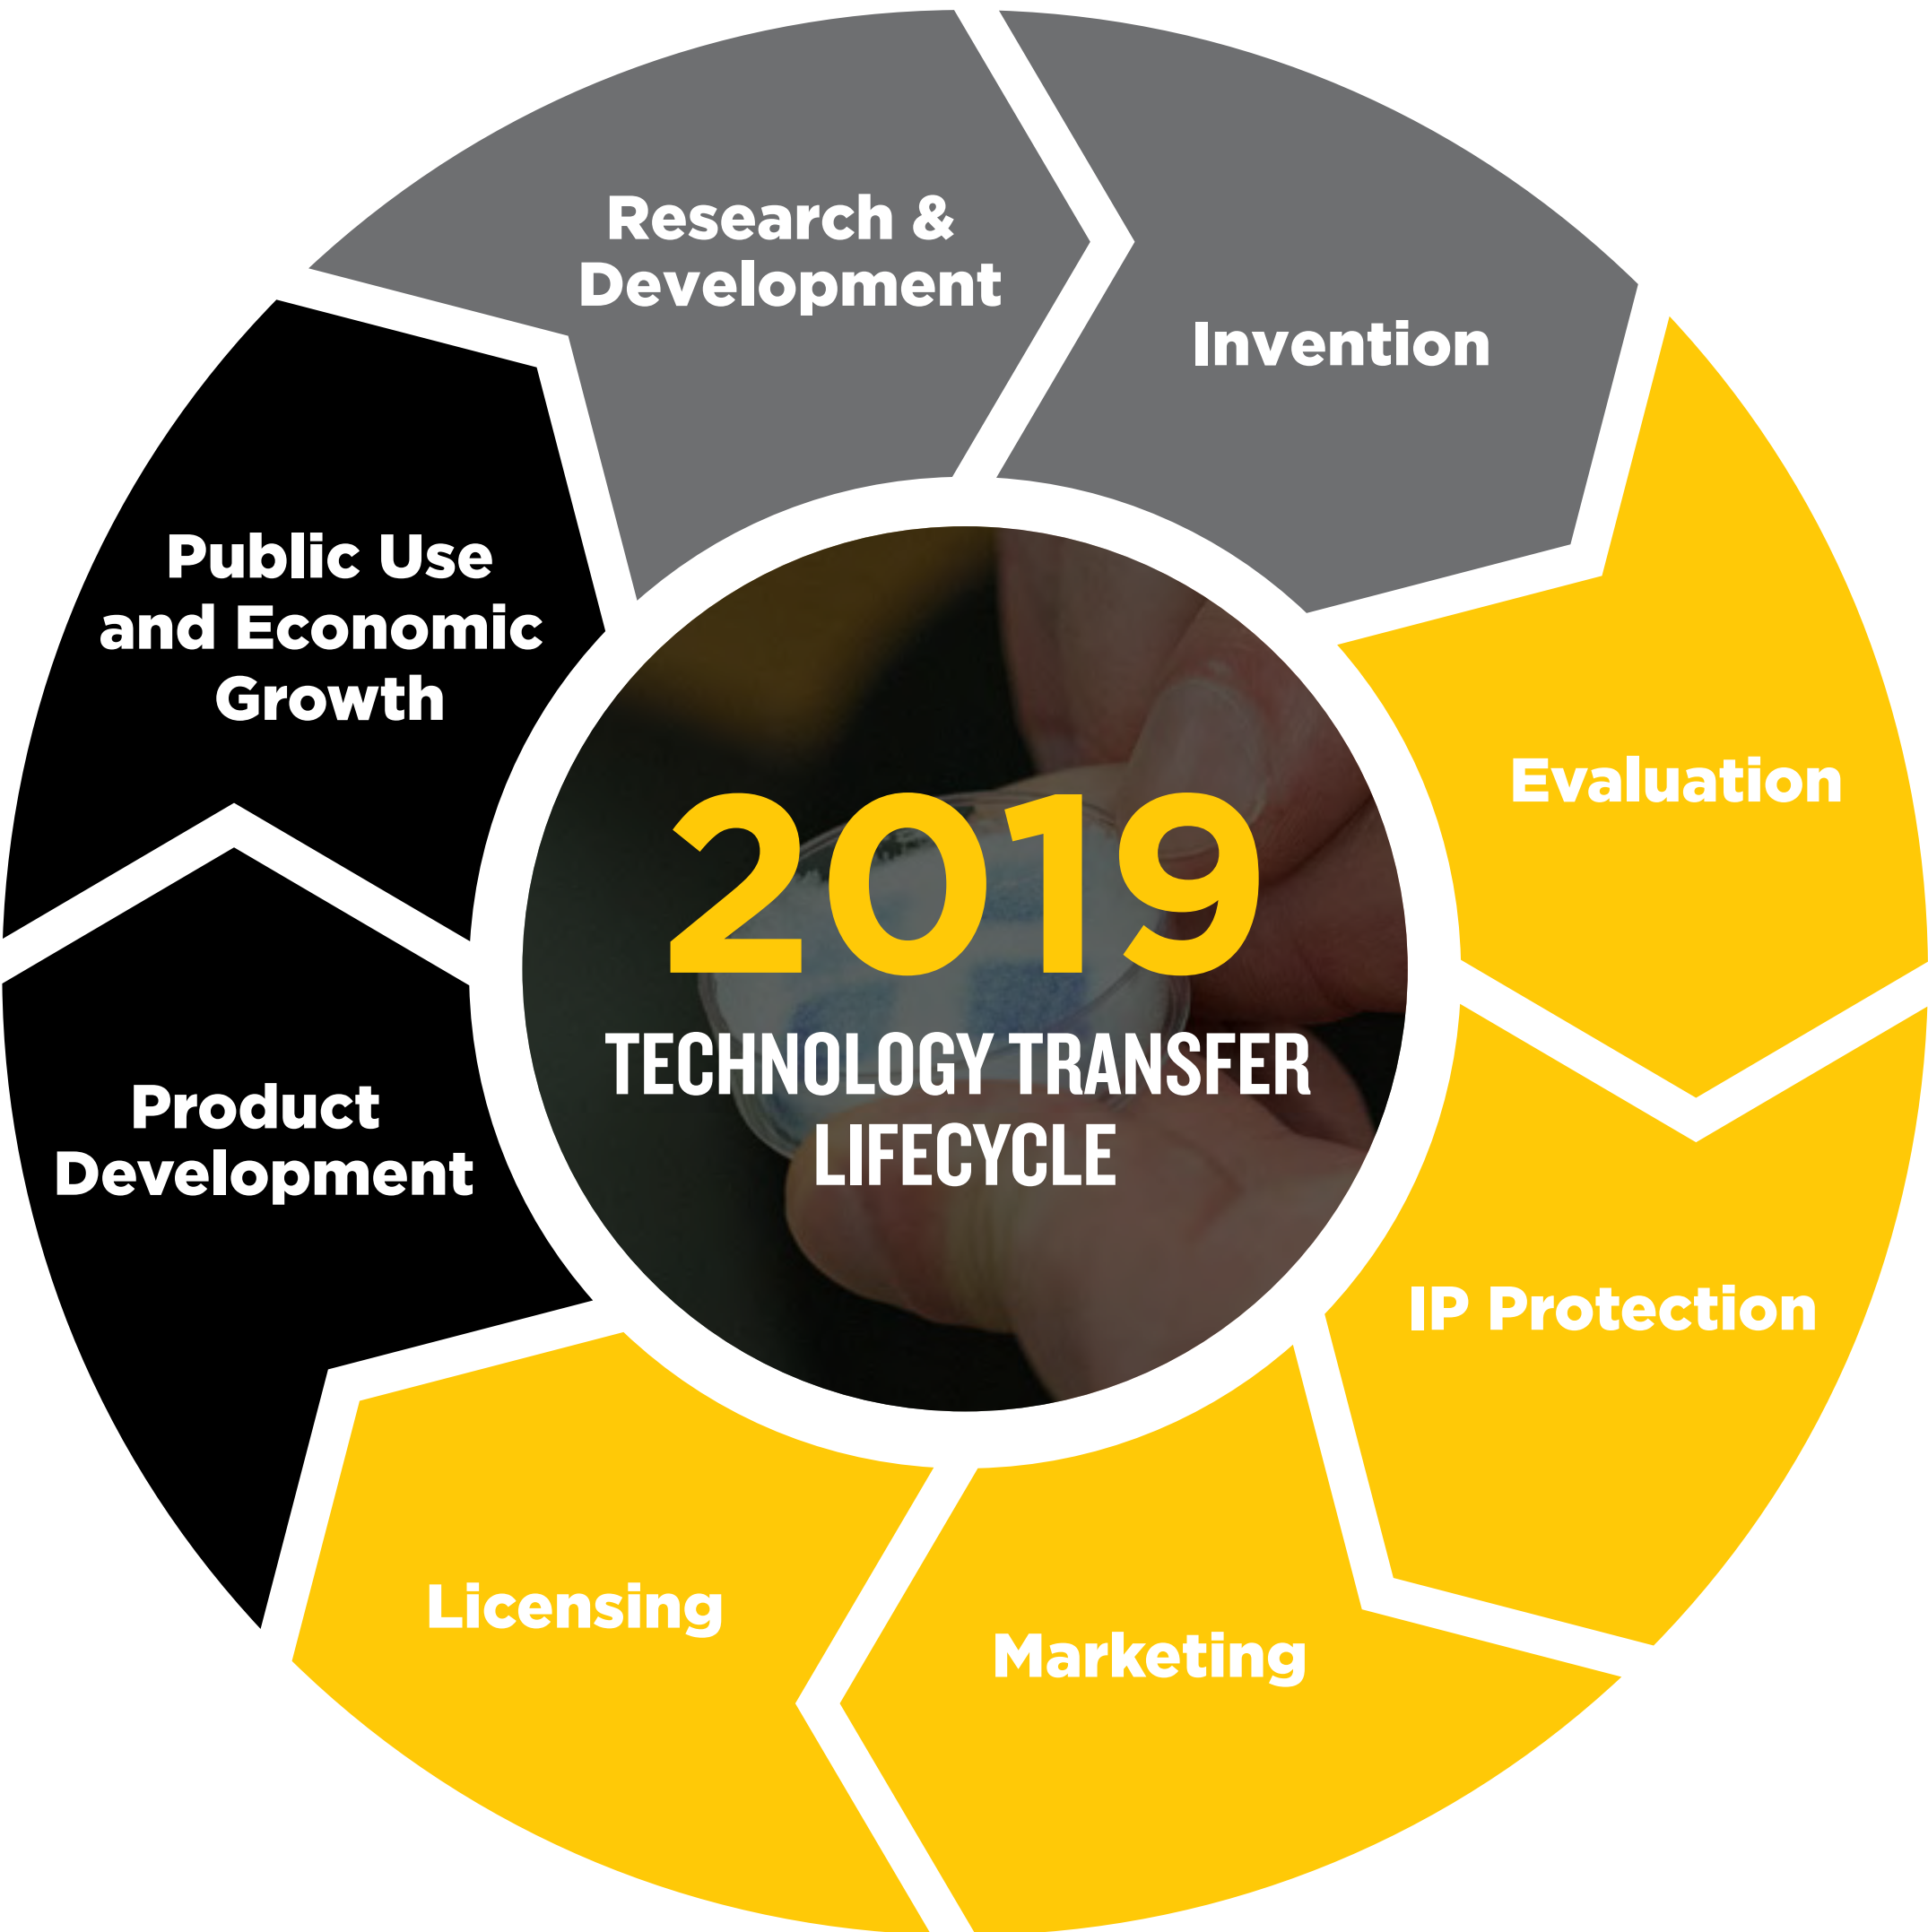 Research &
Development
Invention
Evaluation
IP Protection
Marketing
Licensing
Product
Development
Public Use
and Economic
Growth
2019
TECHNOLOGY TRANSFER
LIFECYCLE